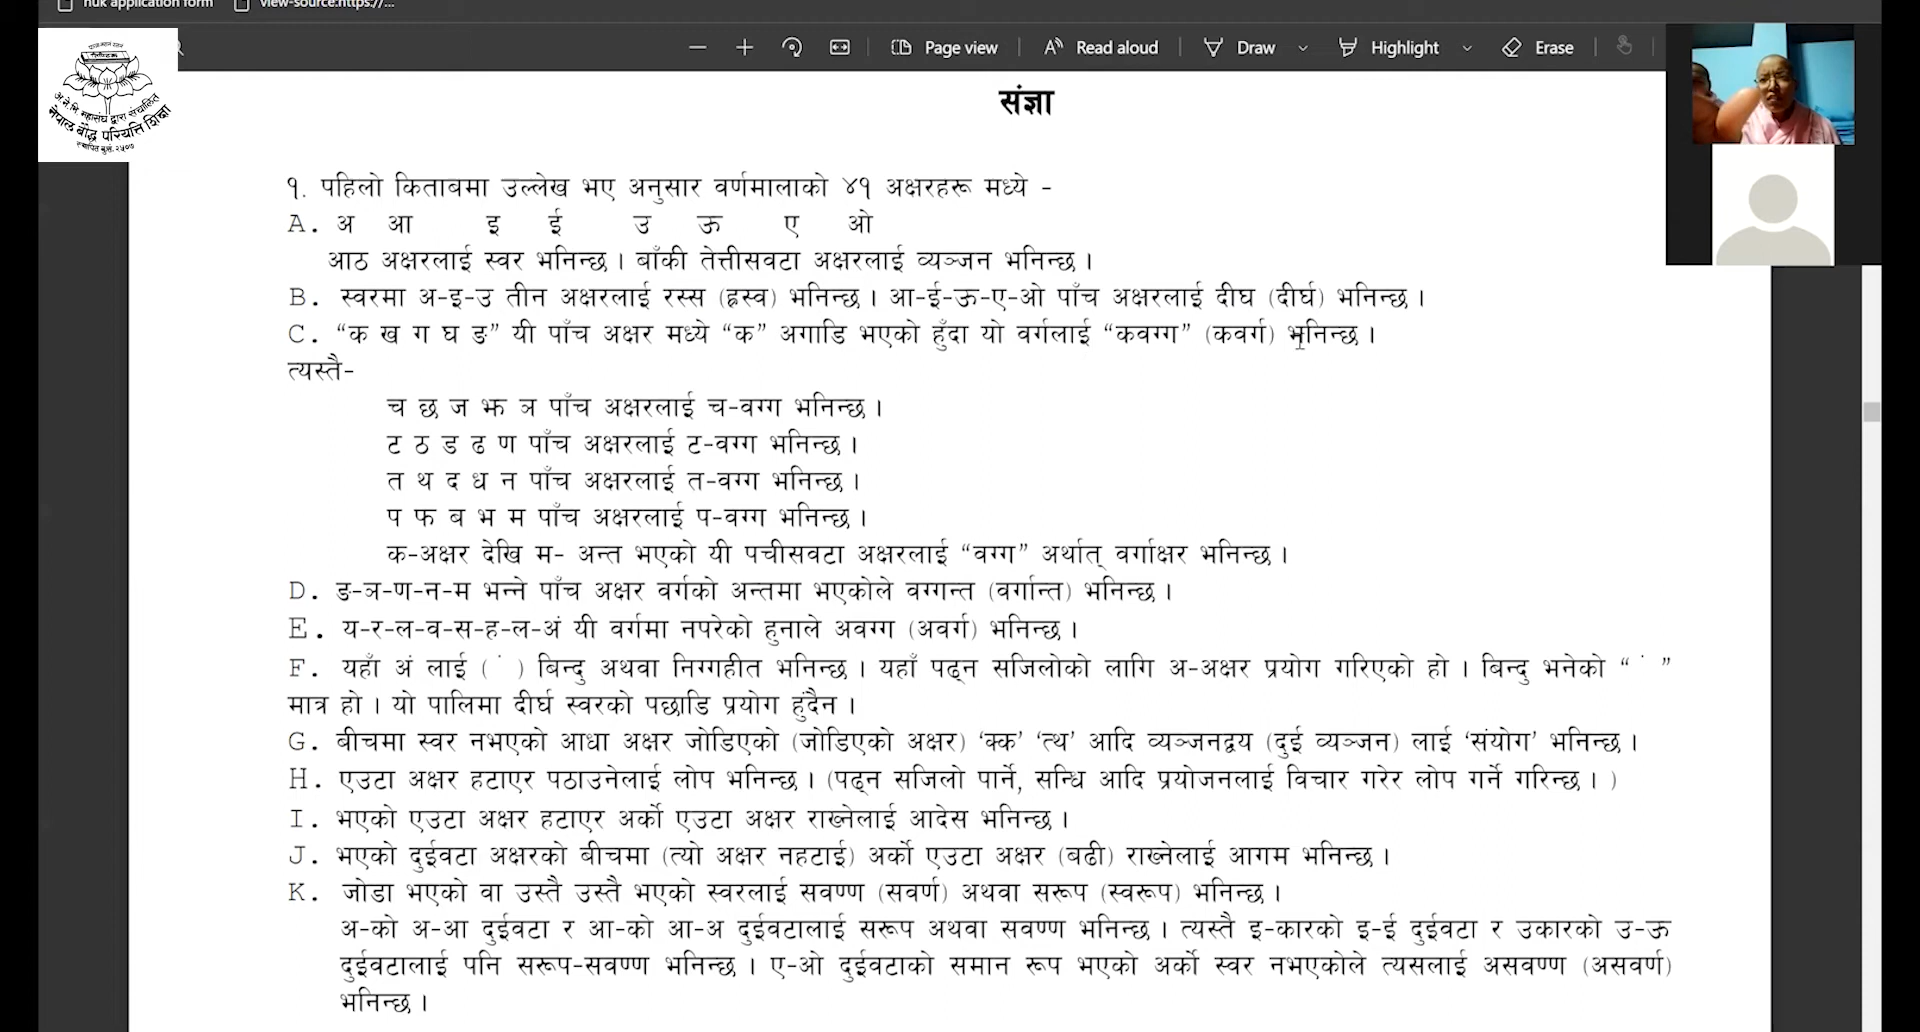 nuk application form view-source:https://...
Page view Read aloud Draw Highlight Erase
अ.ने.भि. महासंघ द्वारा संचालित
नेपाल बौद्ध परियत्ति शिक्षा
संज्ञा
१. पहिलो किताबमा उल्लेख भए अनुसार वर्णमालाको ४१ अक्षरहरू मध्ये -
A. अ आ इ ई उ ऊ ए ओ
आठ अक्षरलाई स्वर भनिन्छ । बाँकी तेत्तीसवटा अक्षरलाई व्यञ्जन भनिन्छ ।
B. स्वरमा अ-इ-उ तीन अक्षरलाई रस्स (ह्रस्व) भनिन्छ । आ-ई-ऊ-ए-ओ पाँच अक्षरलाई दीघ (दीर्घ) भनिन्छ ।
C. “क ख ग घ ङ” यी पाँच अक्षर मध्ये “क” अगाडि भएको हुँदा यो वर्गलाई “कवग्ग” (कवर्ग) भनिन्छ ।
त्यस्तै-
च छ ज झ ञ पाँच अक्षरलाई च-वग्ग भनिन्छ ।
ट ठ ड ढ ण पाँच अक्षरलाई ट-वग्ग भनिन्छ ।
त थ द ध न पाँच अक्षरलाई त-वग्ग भनिन्छ ।
प फ ब भ म पाँच अक्षरलाई प-वग्ग भनिन्छ ।
क-अक्षर देखि म- अन्त भएको यी पचीसवटा अक्षरलाई “वग्ग” अर्थात् वर्गाक्षर भनिन्छ ।
D. ङ-ञ-ण-न-म भन्ने पाँच अक्षर वर्गको अन्तमा भएकोले वग्गन्त (वर्गान्त) भनिन्छ ।
E. य-र-ल-व-स-ह-ल-अं यी वर्गमा नपरेको हुनाले अवग्ग (अवर्ग) भनिन्छ ।
F. यहाँ अं लाई ( ं ) बिन्दु अथवा निग्गहीत भनिन्छ । यहाँ पढ्न सजिलोको लागि अ-अक्षर प्रयोग गरिएको हो । बिन्दु भनेको “ ं ”
मात्र हो । यो पालिमा दीर्घ स्वरको पछाडि प्रयोग हुंदैन ।
G. बीचमा स्वर नभएको आधा अक्षर जोडिएको (जोडिएको अक्षर) ‘क्क’ ‘त्थ’ आदि व्यञ्जनद्वय (दुई व्यञ्जन) लाई ‘संयोग’ भनिन्छ ।
H. एउटा अक्षर हटाएर पठाउनेलाई लोप भनिन्छ । (पढ्न सजिलो पार्ने, सन्धि आदि प्रयोजनलाई विचार गरेर लोप गर्ने गरिन्छ । )
I. भएको एउटा अक्षर हटाएर अर्को एउटा अक्षर राख्नेलाई आदेस भनिन्छ ।
J. भएको दुईवटा अक्षरको बीचमा (त्यो अक्षर नहटाई) अर्को एउटा अक्षर (बढी) राख्नेलाई आगम भनिन्छ ।
K. जोडा भएको वा उस्तै उस्तै भएको स्वरलाई सवण्ण (सवर्ण) अथवा सरूप (स्वरूप) भनिन्छ ।
अ-को अ-आ दुईवटा र आ-को आ-अ दुईवटालाई सरूप अथवा सवण्ण भनिन्छ । त्यस्तै इ-कारको इ-ई दुईवटा र उकारको उ-ऊ
दुईवटालाई पनि सरूप-सवण्ण भनिन्छ । ए-ओ दुईवटाको समान रूप भएको अर्को स्वर नभएकोले त्यसलाई असवण्ण (असवर्ण)
भनिन्छ ।